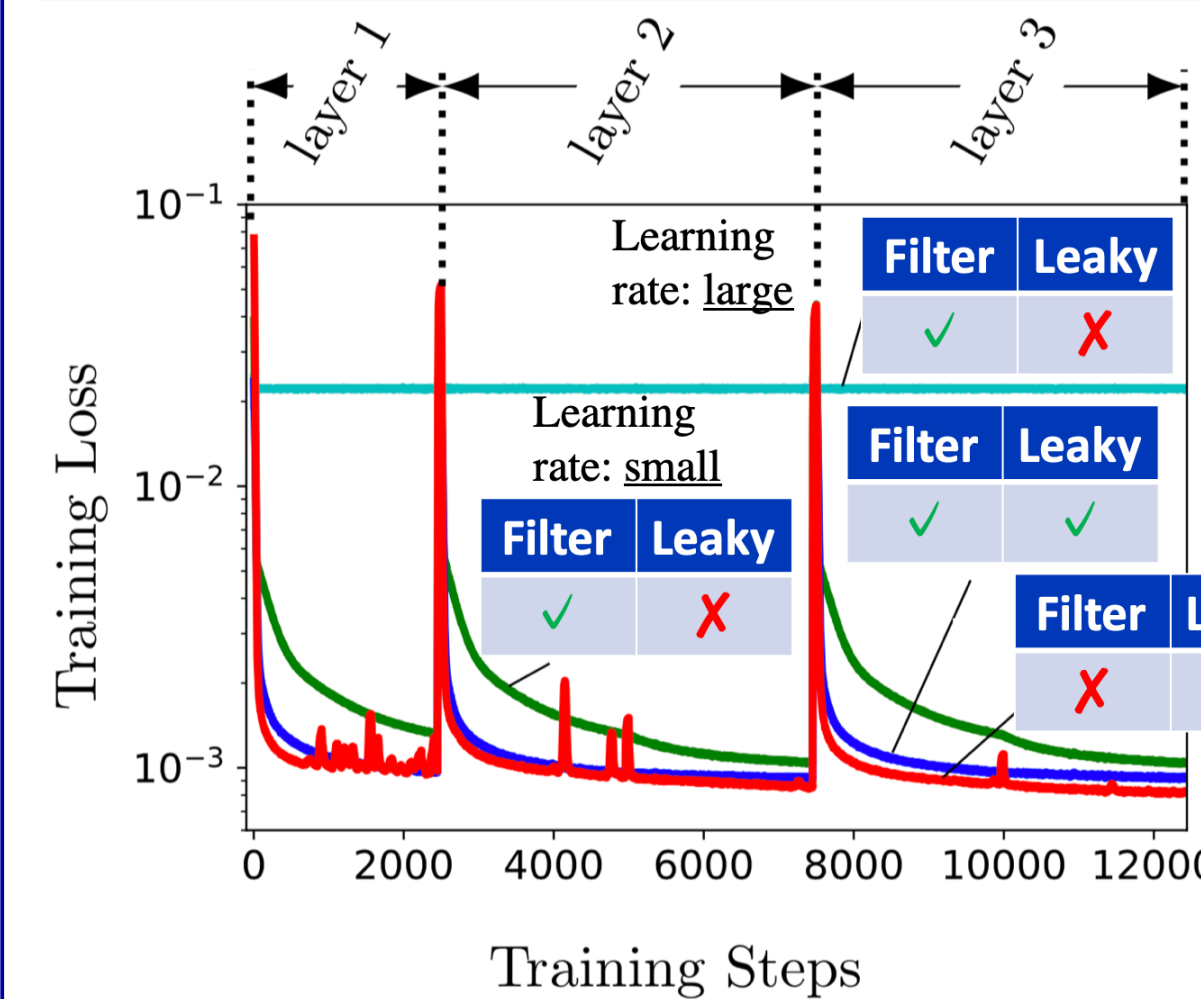 layer 1
layer 2
layer 3
10⁻¹
Learning
rate: large
Filter Leaky
✓ ✗
Learning
rate: small
Filter Leaky
✓ ✓
10⁻²
Filter Leaky
✓ ✗
Filter L
✗
10⁻³
Training Loss
0 2000 4000 6000 8000 10000 1200
Training Steps